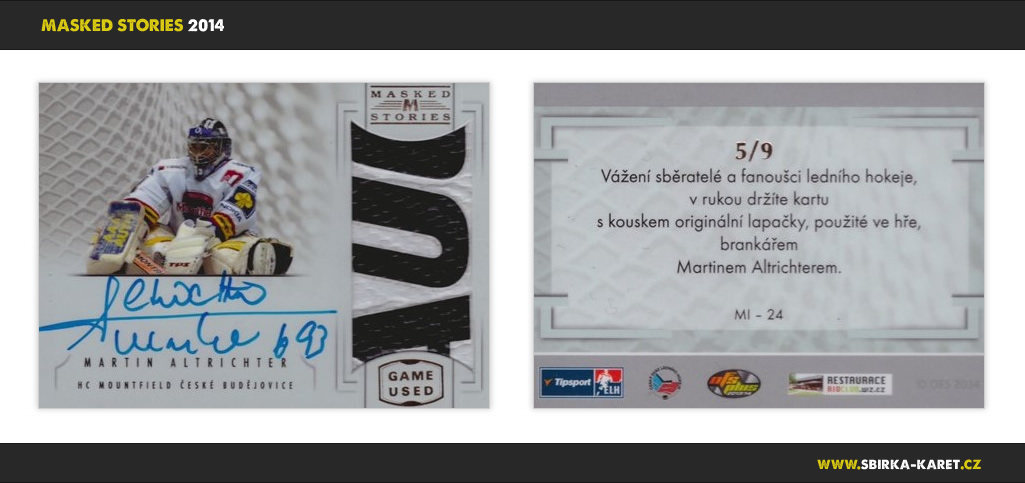 MASKED STORIES 2014
MASKED
M
STORIES
MARTIN ALTRICHTER
HC MOUNTFIELD ČESKÉ BUDĚJOVICE
GAME
USED
5/9
Vážení sběratelé a fanoušci ledního hokeje,
v rukou držíte kartu
s kouskem originální lapačky, použité ve hře,
brankářem
Martinem Altrichterem.
MI - 24
Tipsport ELH
ofs plus
RESTAURACE
© OFS 2014
WWW.SBIRKA-KARET.CZ